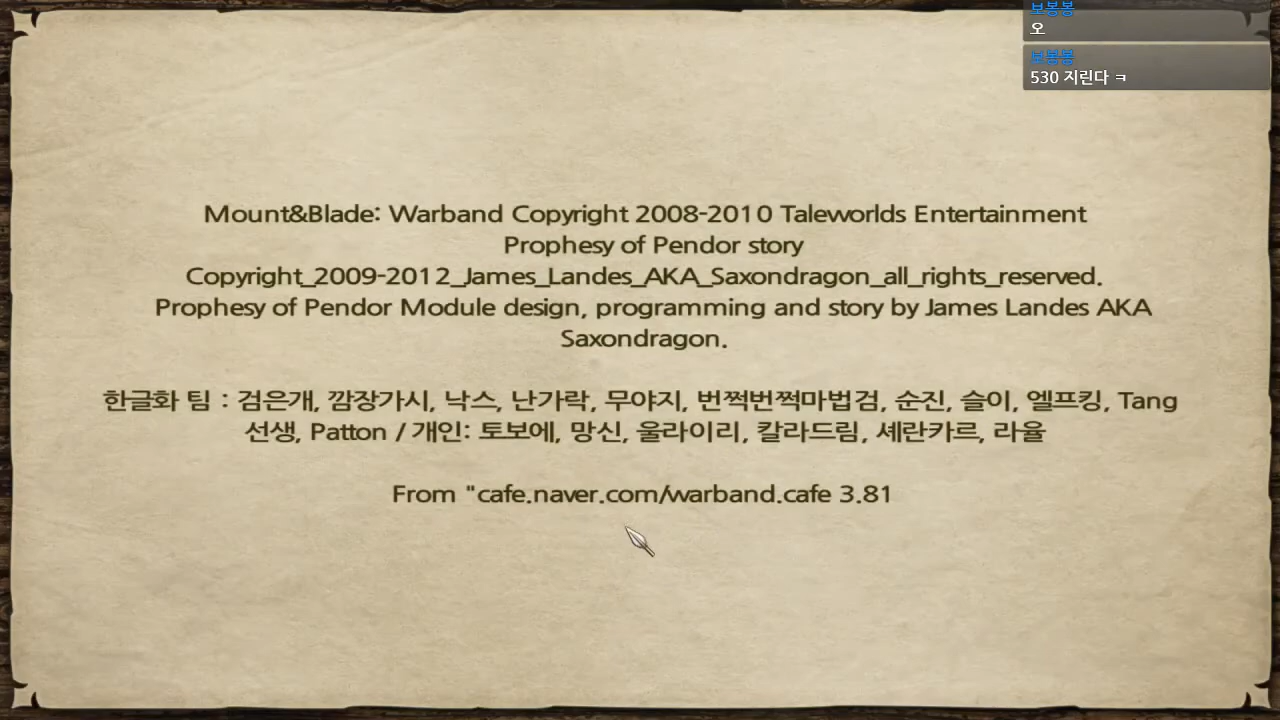 보봉봉
오
보봉봉
530 지린다 ㅋ
Mount&Blade: Warband Copyright 2008-2010 Taleworlds Entertainment
Prophesy of Pendor story
Copyright_2009-2012_James_Landes_AKA_Saxondragon_all_rights_reserved.
Prophesy of Pendor Module design, programming and story by James Landes AKA
Saxondragon.
한글화 팀 : 검은개, 깜장가시, 낙스, 난가락, 무야지, 번쩍번쩍마법검, 순진, 슬이, 엘프킹, Tang
선생, Patton / 개인: 토보에, 망신, 울라이리, 칼라드림, 셰란카르, 라율
From "cafe.naver.com/warband.cafe 3.81